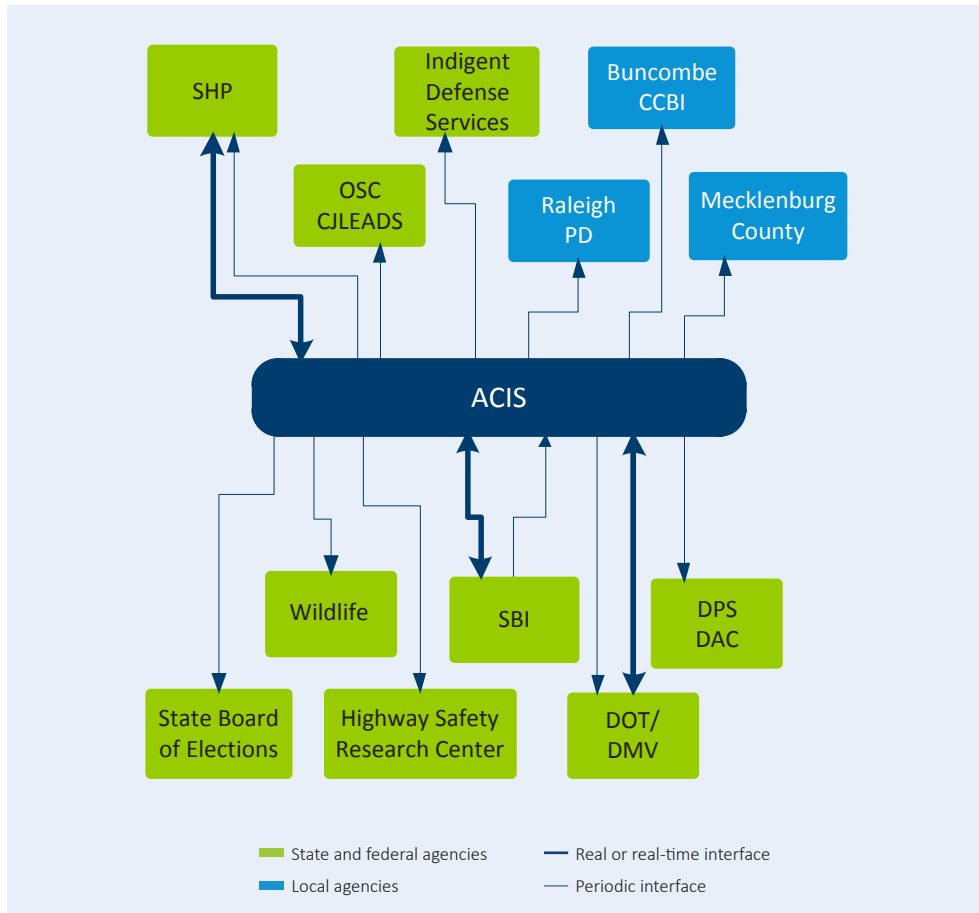 SHP
Indigent
Defense
Services
Buncombe
CCBI
OSC
CJLEADS
Raleigh
PD
Mecklenburg
County
ACIS
Wildlife
SBI
DPS
DAC
State Board
of Elections
Highway Safety
Research Center
DOT/
DMV
State and federal agencies
Local agencies
Real or real-time interface
Periodic interface